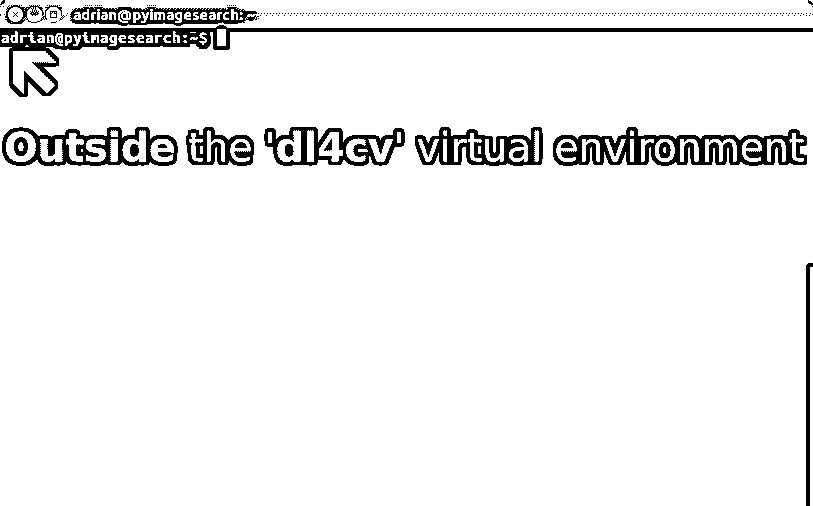 adrian@pyimagesearch: ~
adrian@pyimagesearch:~$
Outside the 'dl4cv' virtual environment